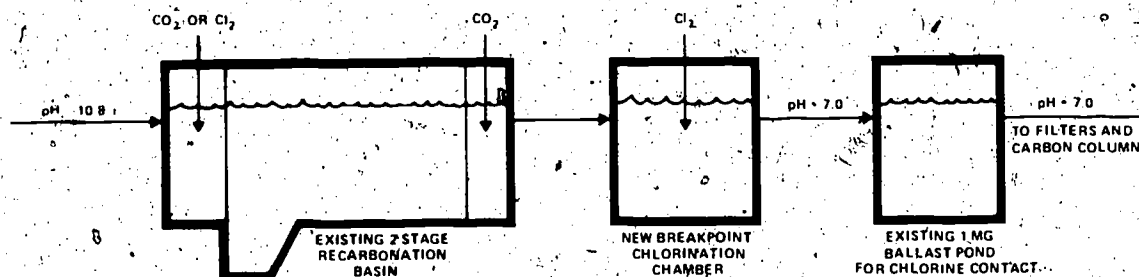 CO2 OR Cl2
CO2
Cl2
pH 10.8
pH = 7.0
pH = 7.0
TO FILTERS AND
CARBON COLUMN
EXISTING 2 STAGE
RECARBONATION
BASIN
NEW BREAKPOINT
CHLORINATION
CHAMBER
EXISTING 1 MG
BALLAST POND
FOR CHLORINE CONTACT